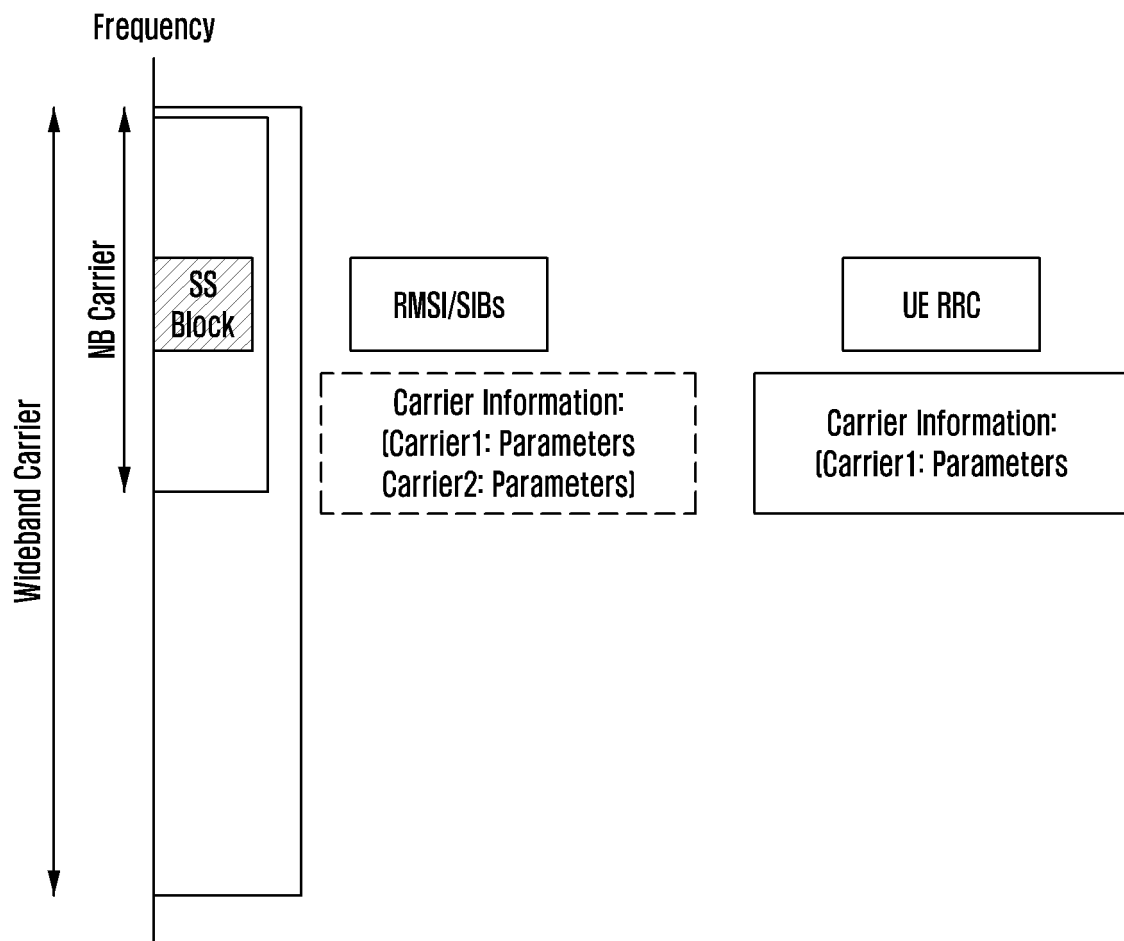 Frequency
Wideband Carrier
NB Carrier
SS
Block
RMSI/SIBs
UE RRC
Carrier Information:
(Carrier1: Parameters
Carrier2: Parameters)
Carrier Information:
(Carrier1: Parameters